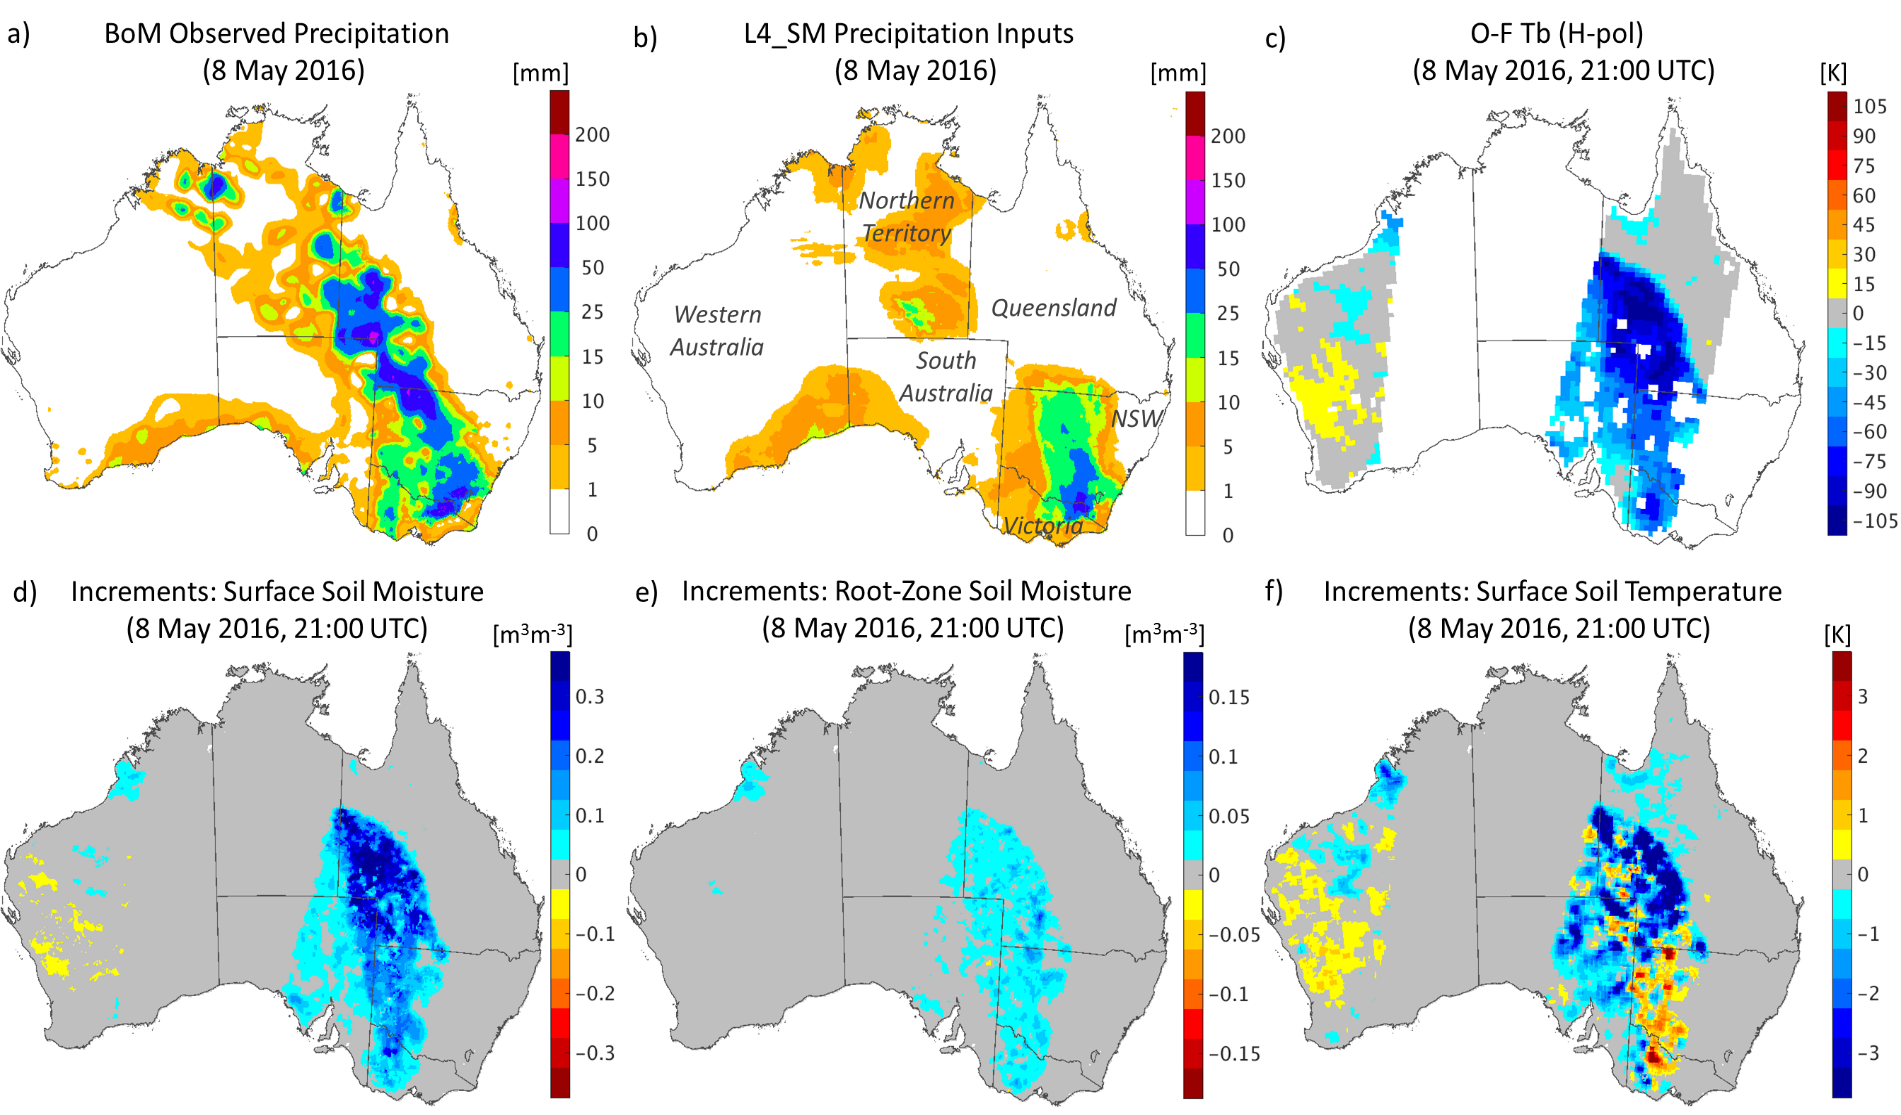 a)
BoM Observed Precipitation
(8 May 2016)
[mm]
200
150
100
50
25
15
10
5
1
0
b)
L4_SM Precipitation Inputs
(8 May 2016)
[mm]
Northern
Territory
Western
Australia
Queensland
South
Australia
NSW
Victoria
200
150
100
50
25
15
10
5
1
0
c)
O-F Tb (H-pol)
(8 May 2016, 21:00 UTC)
[K]
105
90
75
60
45
30
15
0
−15
−30
−45
−60
−75
−90
−105
d)
Increments: Surface Soil Moisture
(8 May 2016, 21:00 UTC)
[m³m⁻³]
0.3
0.2
0.1
0
−0.1
−0.2
−0.3
e)
Increments: Root-Zone Soil Moisture
(8 May 2016, 21:00 UTC)
[m³m⁻³]
0.15
0.1
0.05
0
−0.05
−0.1
−0.15
f)
Increments: Surface Soil Temperature
(8 May 2016, 21:00 UTC)
[K]
3
2
1
0
−1
−2
−3